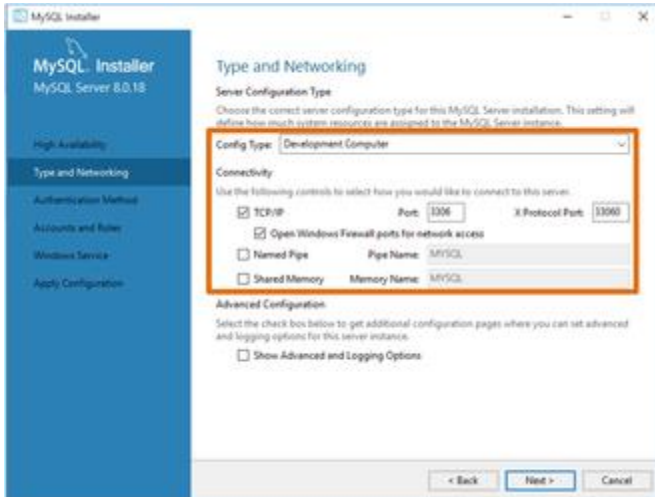 MySQL Installer
MySQL. Installer
MySQL Server 8.0.18
High Availability
Type and Networking
Authentication Method
Accounts and Roles
Windows Service
Apply Configuration
Type and Networking
Server Configuration Type
Choose the correct server configuration type for this MySQL Server installation. This setting will
define how much system resources are assigned to the MySQL Server instance.
Config Type: Development Computer
Connectivity
Use the following controls to select how you would like to connect to this server.
TCP/IP Port: 3306 X Protocol Port: 33060
Open Windows Firewall ports for network access
Named Pipe Pipe Name: MYSQL
Shared Memory Memory Name: MYSQL
Advanced Configuration
Select the check box below to get additional configuration pages where you can set advanced
and logging options for this server instance.
Show Advanced and Logging Options
< Back Next > Cancel